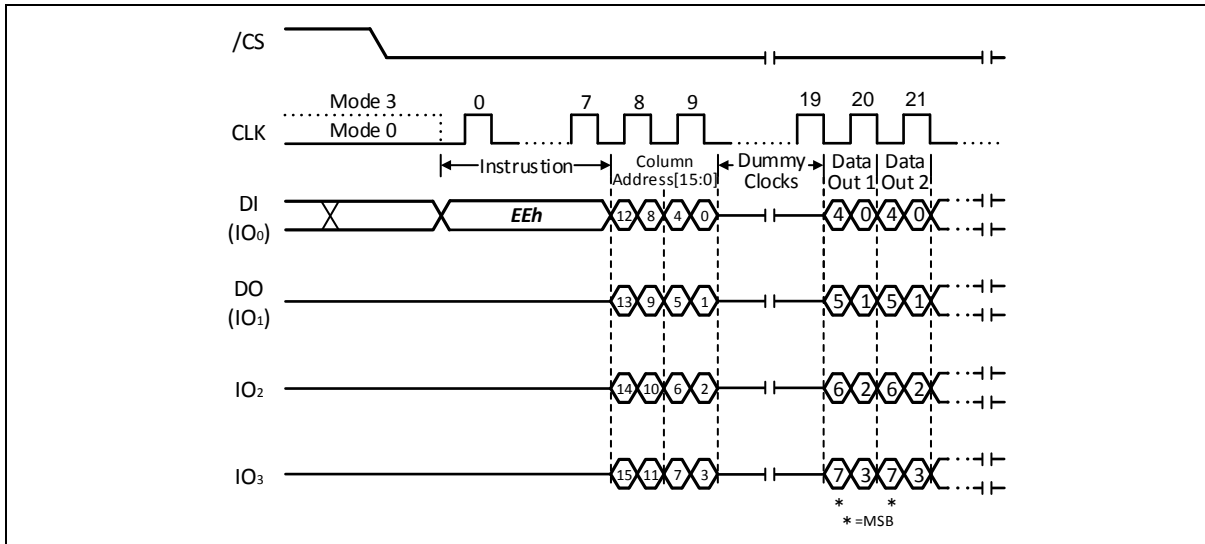 /CS
Mode 3
0 7 8 9 19 20 21
CLK
Mode 0
Instrustion
Column
Address[15:0]
Dummy
Clocks
Data
Out 1
Data
Out 2
DI
(IO0)
EEh
12 8 4 0
4 0 4 0
DO
(IO1)
13 9 5 1
5 1 5 1
IO2
14 10 6 2
6 2 6 2
IO3
15 11 7 3
7 3 7 3
* *
* =MSB